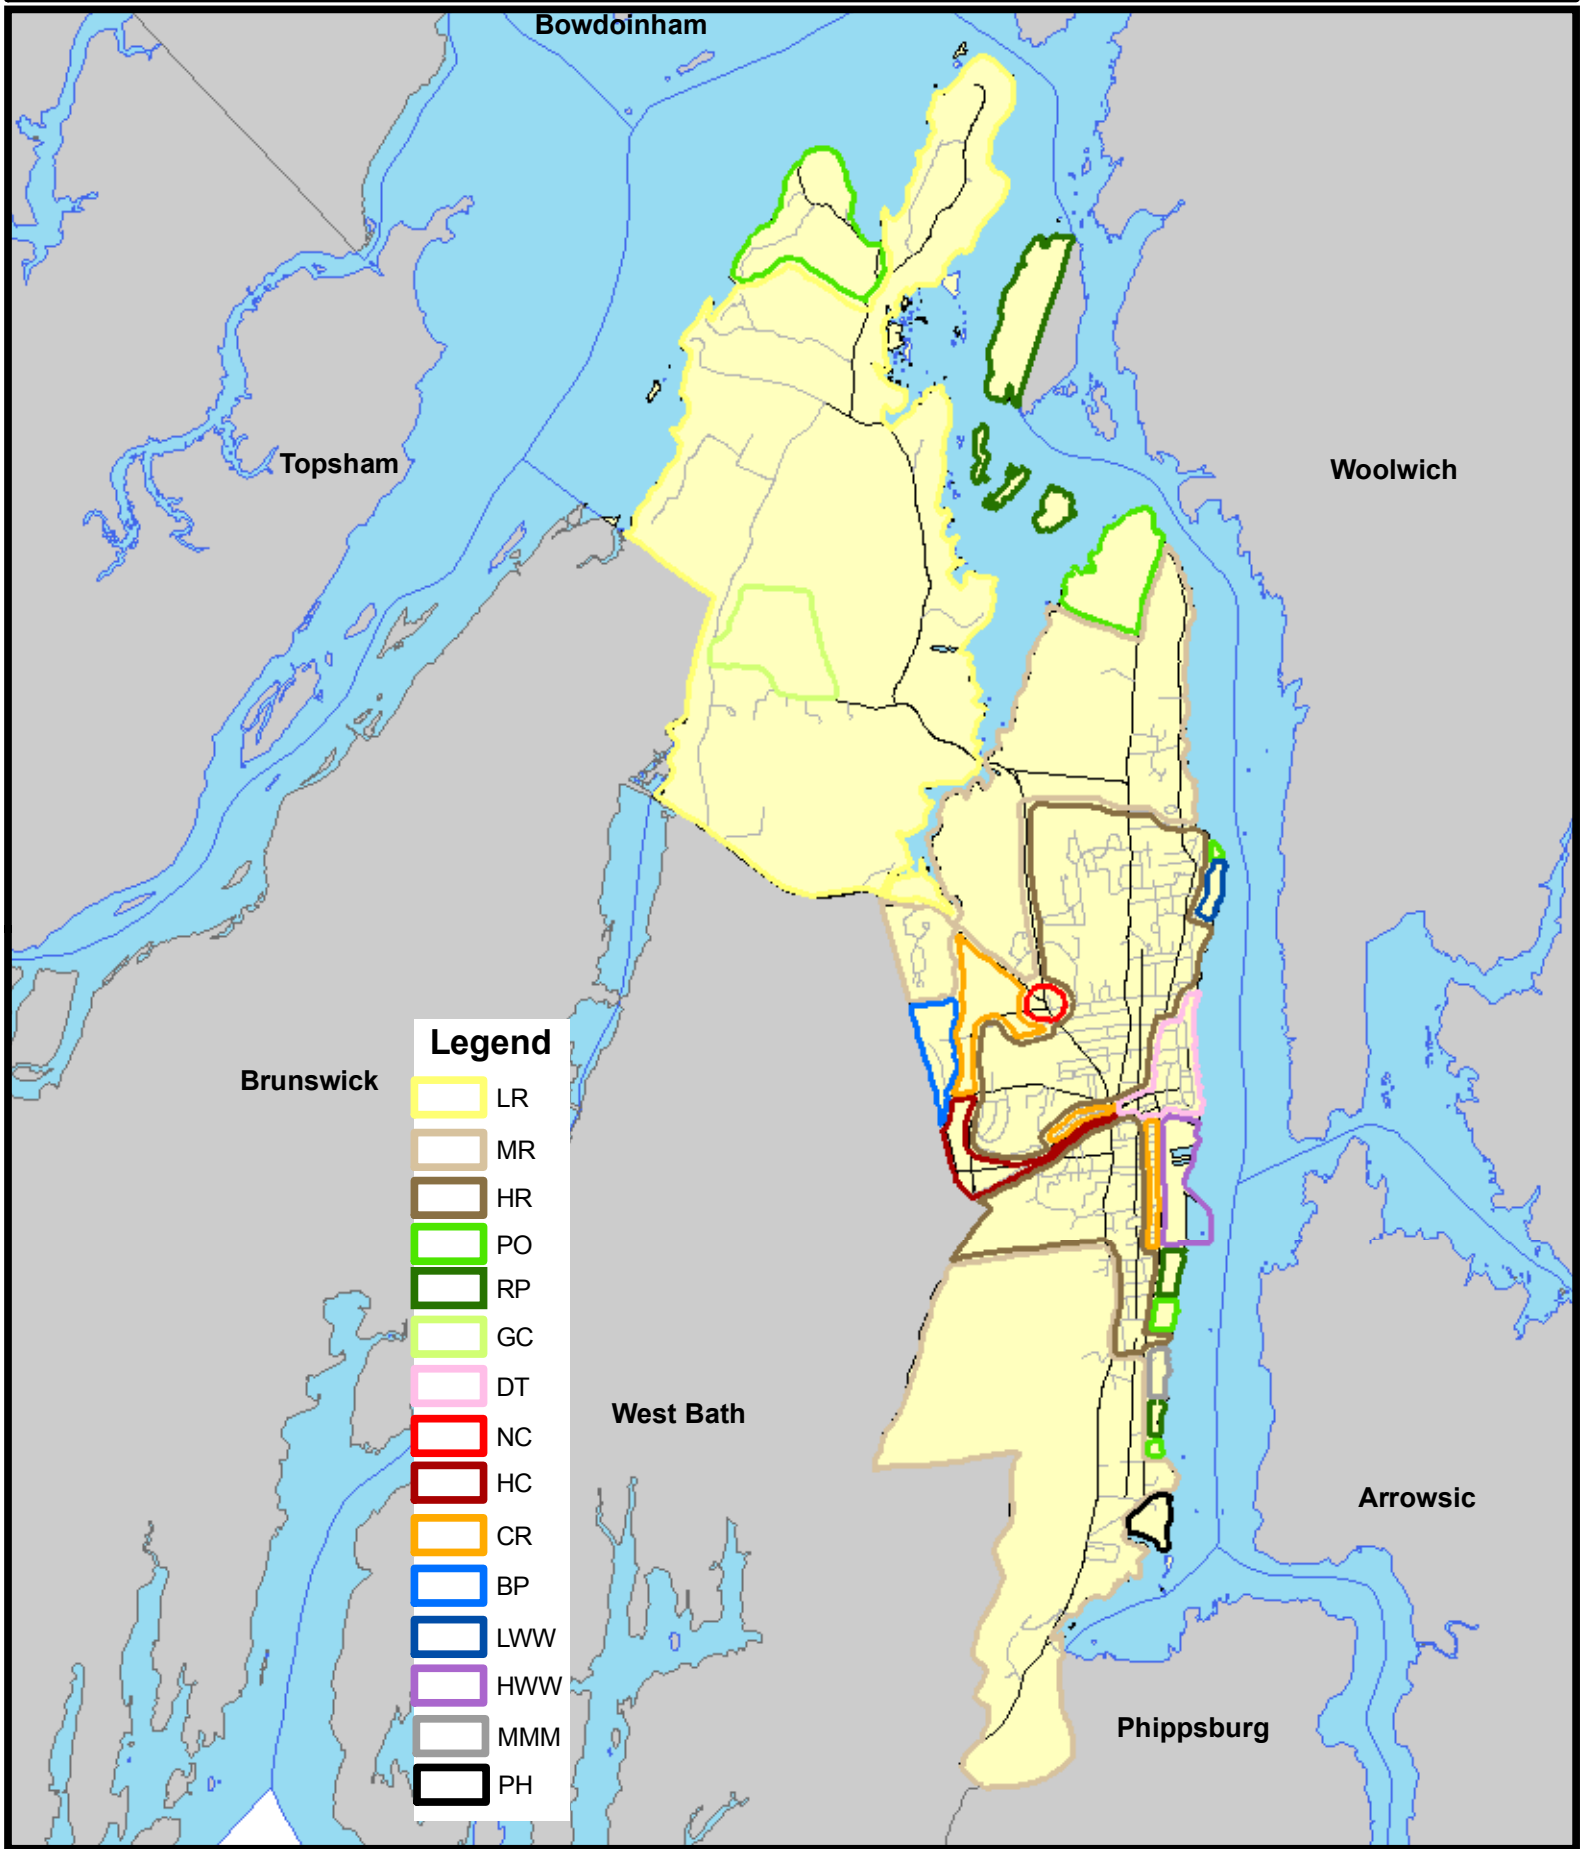 Bowdoinham
Topsham
Woolwich
Legend
LR
MR
HR
PO
RP
GC
DT
NC
HC
CR
BP
LWW
HWW
MMM
PH
Brunswick
West Bath
Arrowsic
Phippsburg